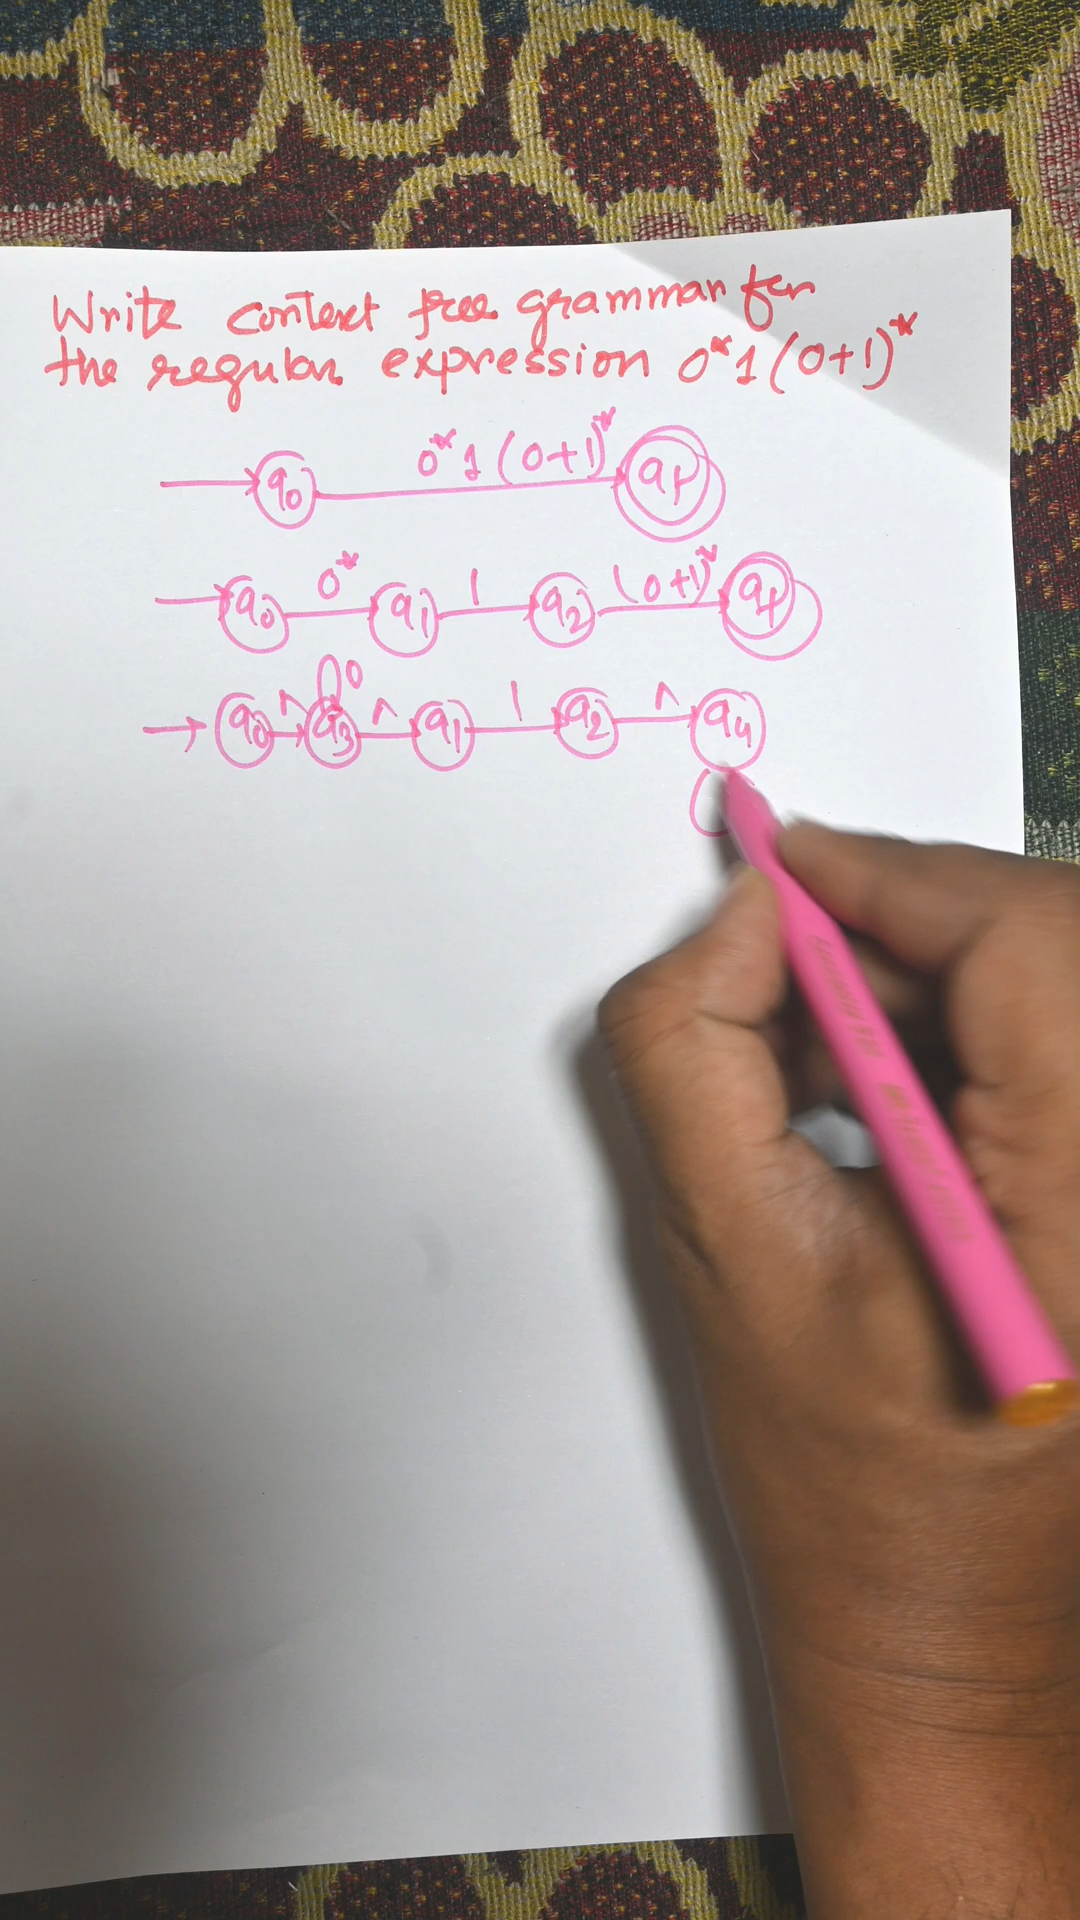 Write context free grammar for
the regular expression 0*1(0+1)*
q0 0*1(0+1)* qf
q0 0* q1 1 q2 (0+1)* qf
0
q0 ^ q3 ^ q1 1 q2 ^ q4